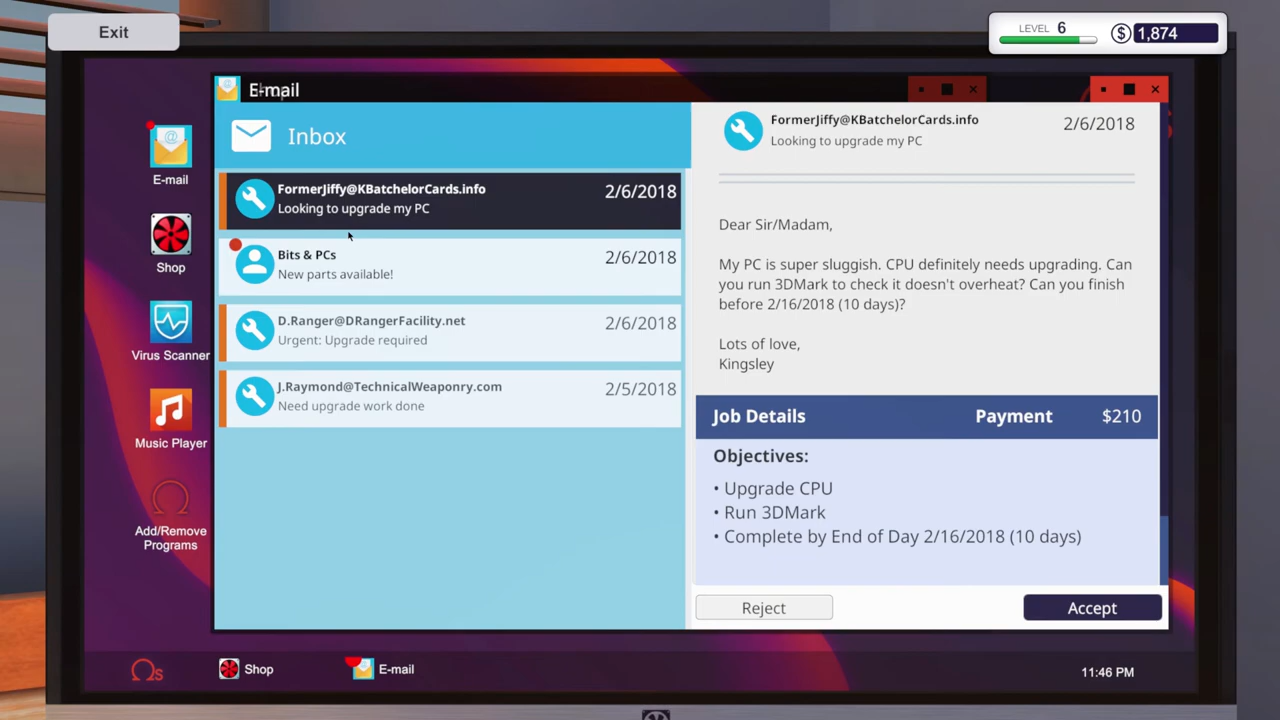 Exit
LEVEL 6
$ 1,874
E-mail
Inbox
FormerJiffy@KBatchelorCards.info
2/6/2018
Looking to upgrade my PC
Bits & PCs
2/6/2018
New parts available!
D.Ranger@DRangerFacility.net
2/6/2018
Urgent: Upgrade required
J.Raymond@TechnicalWeaponry.com
2/5/2018
Need upgrade work done
FormerJiffy@KBatchelorCards.info
2/6/2018
Looking to upgrade my PC
Dear Sir/Madam,
My PC is super sluggish. CPU definitely needs upgrading. Can
you run 3DMark to check it doesn't overheat? Can you finish
before 2/16/2018 (10 days)?
Lots of love,
Kingsley
Job Details
Payment
$210
Objectives:
• Upgrade CPU
• Run 3DMark
• Complete by End of Day 2/16/2018 (10 days)
Reject
Accept
E-mail
Shop
Virus Scanner
Music Player
Add/Remove
Programs
Ωs
Shop
E-mail
11:46 PM